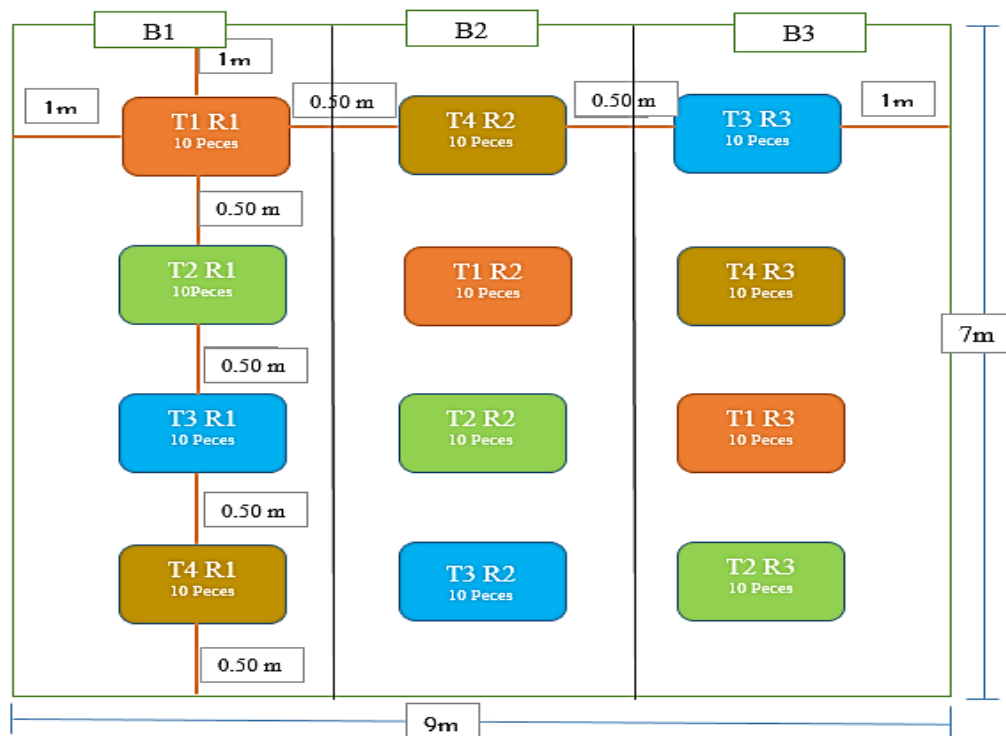 B1
B2
B3
1m
1m
0.50 m
0.50 m
1m
T1 R1
10 Peces
T4 R2
10 Peces
T3 R3
10 Peces
0.50 m
T2 R1
10Peces
T1 R2
10 Peces
T4 R3
10 Peces
7m
0.50 m
T3 R1
10 Peces
T2 R2
10 Peces
T1 R3
10 Peces
0.50 m
T4 R1
10 Peces
T3 R2
10 Peces
T2 R3
10 Peces
0.50 m
9m